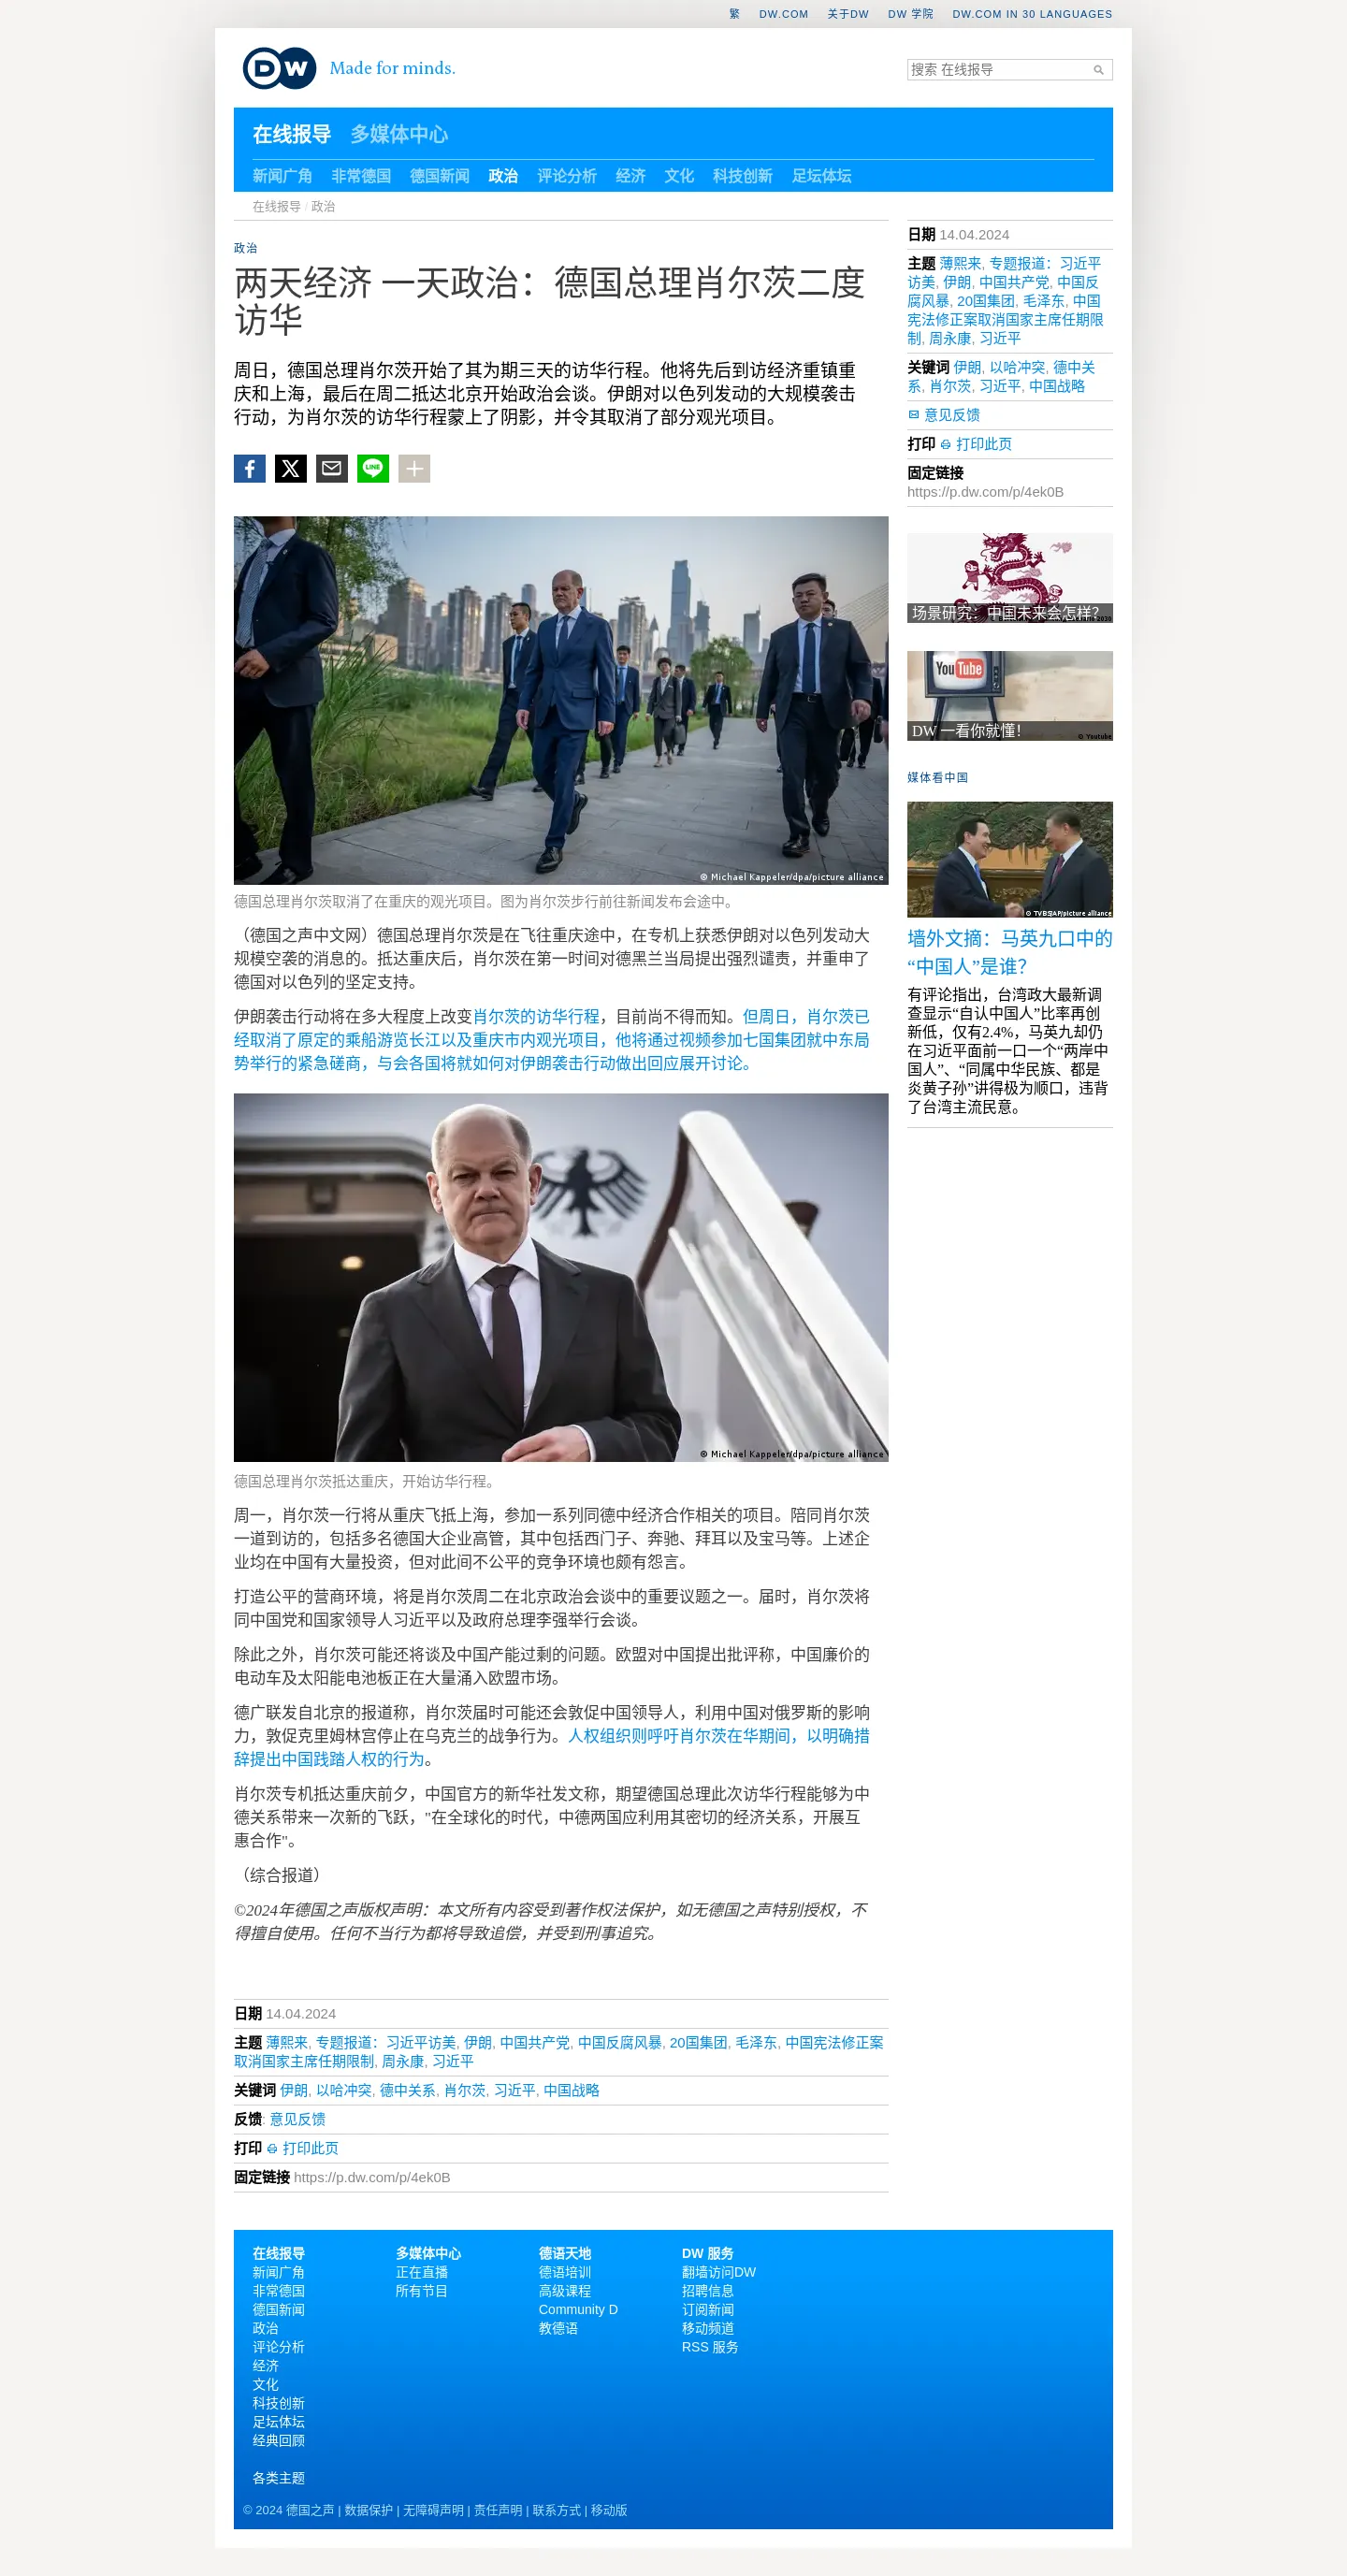 繁 DW.COM 关于DW DW 学院 DW.COM IN 30 LANGUAGES
DW Made for minds.
搜索 在线报导
在线报导 多媒体中心
新闻广角 非常德国 德国新闻 政治 评论分析 经济 文化 科技创新 足坛体坛
在线报导 / 政治
政治
两天经济 一天政治：德国总理肖尔茨二度
访华
周日，德国总理肖尔茨开始了其为期三天的访华行程。他将先后到访经济重镇重
庆和上海，最后在周二抵达北京开始政治会谈。伊朗对以色列发动的大规模袭击
行动，为肖尔茨的访华行程蒙上了阴影，并令其取消了部分观光项目。
LINE
© Michael Kappeler/dpa/picture alliance
德国总理肖尔茨取消了在重庆的观光项目。图为肖尔茨步行前往新闻发布会途中。
（德国之声中文网）德国总理肖尔茨是在飞往重庆途中，在专机上获悉伊朗对以色列发动大
规模空袭的消息的。抵达重庆后，肖尔茨在第一时间对德黑兰当局提出强烈谴责，并重申了
德国对以色列的坚定支持。
伊朗袭击行动将在多大程度上改变肖尔茨的访华行程，目前尚不得而知。但周日，肖尔茨已
经取消了原定的乘船游览长江以及重庆市内观光项目，他将通过视频参加七国集团就中东局
势举行的紧急磋商，与会各国将就如何对伊朗袭击行动做出回应展开讨论。
© Michael Kappeler/dpa/picture alliance
德国总理肖尔茨抵达重庆，开始访华行程。
周一，肖尔茨一行将从重庆飞抵上海，参加一系列同德中经济合作相关的项目。陪同肖尔茨
一道到访的，包括多名德国大企业高管，其中包括西门子、奔驰、拜耳以及宝马等。上述企
业均在中国有大量投资，但对此间不公平的竞争环境也颇有怨言。
打造公平的营商环境，将是肖尔茨周二在北京政治会谈中的重要议题之一。届时，肖尔茨将
同中国党和国家领导人习近平以及政府总理李强举行会谈。
除此之外，肖尔茨可能还将谈及中国产能过剩的问题。欧盟对中国提出批评称，中国廉价的
电动车及太阳能电池板正在大量涌入欧盟市场。
德广联发自北京的报道称，肖尔茨届时可能还会敦促中国领导人，利用中国对俄罗斯的影响
力，敦促克里姆林宫停止在乌克兰的战争行为。人权组织则呼吁肖尔茨在华期间，以明确措
辞提出中国践踏人权的行为。
肖尔茨专机抵达重庆前夕，中国官方的新华社发文称，期望德国总理此次访华行程能够为中
德关系带来一次新的飞跃，"在全球化的时代，中德两国应利用其密切的经济关系，开展互
惠合作"。
（综合报道）
©2024年德国之声版权声明：本文所有内容受到著作权法保护，如无德国之声特别授权，不
得擅自使用。任何不当行为都将导致追偿，并受到刑事追究。
日期 14.04.2024
主题 薄熙来, 专题报道：习近平访美, 伊朗, 中国共产党, 中国反腐风暴, 20国集团, 毛泽东, 中国宪法修正案
取消国家主席任期限制, 周永康, 习近平
关键词 伊朗, 以哈冲突, 德中关系, 肖尔茨, 习近平, 中国战略
反馈: 意见反馈
打印 打印此页
固定链接 https://p.dw.com/p/4ek0B
日期 14.04.2024
主题 薄熙来, 专题报道：习近平
访美, 伊朗, 中国共产党, 中国反
腐风暴, 20国集团, 毛泽东, 中国
宪法修正案取消国家主席任期限
制, 周永康, 习近平
关键词 伊朗, 以哈冲突, 德中关
系, 肖尔茨, 习近平, 中国战略
意见反馈
打印 打印此页
固定链接
https://p.dw.com/p/4ek0B
场景研究：中国未来会怎样?
YouTube
DW 一看你就懂！
© Youtube
媒体看中国
© TVBS/AP/picture alliance
墙外文摘：马英九口中的
“中国人”是谁？
有评论指出，台湾政大最新调
查显示“自认中国人”比率再创
新低，仅有2.4%，马英九却仍
在习近平面前一口一个“两岸中
国人”、“同属中华民族、都是
炎黄子孙”讲得极为顺口，违背
了台湾主流民意。
在线报导
新闻广角
非常德国
德国新闻
政治
评论分析
经济
文化
科技创新
足坛体坛
经典回顾
各类主题
多媒体中心
正在直播
所有节目
德语天地
德语培训
高级课程
Community D
教德语
DW 服务
翻墙访问DW
招聘信息
订阅新闻
移动频道
RSS 服务
© 2024 德国之声 | 数据保护 | 无障碍声明 | 责任声明 | 联系方式 | 移动版